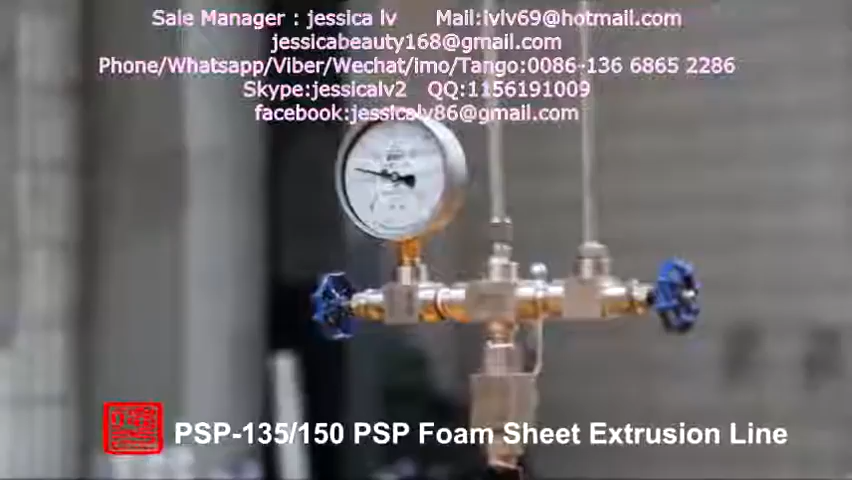 Sale Manager : jessica lv Mail:lvlv69@hotmail.com
jessicabeauty168@gmail.com
Phone/Whatsapp/Viber/Wechat/imo/Tango:0086-136 6865 2286
Skype:jessicalv2 QQ:1156191009
facebook:jessicalv86@gmail.com
PSP-135/150 PSP Foam Sheet Extrusion Line